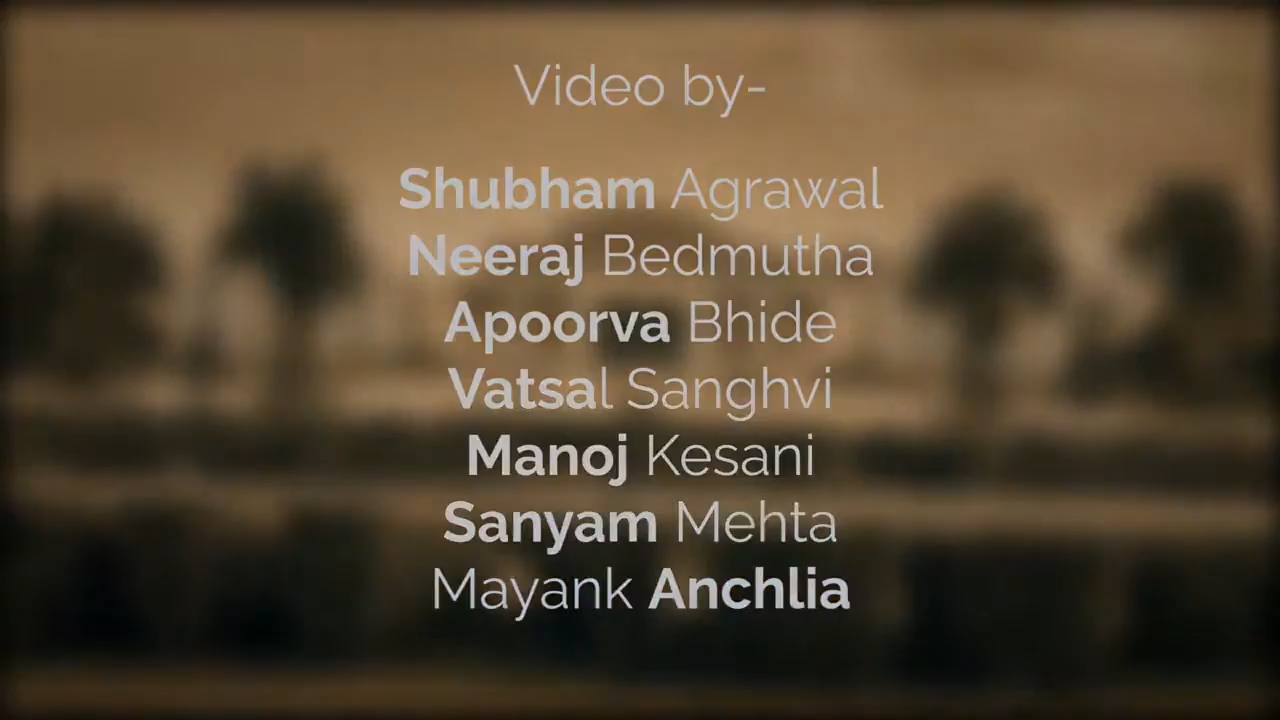 Video by-
Shubham Agrawal
Neeraj Bedmutha
Apoorva Bhide
Vatsal Sanghvi
Manoj Kesani
Sanyam Mehta
Mayank Anchlia